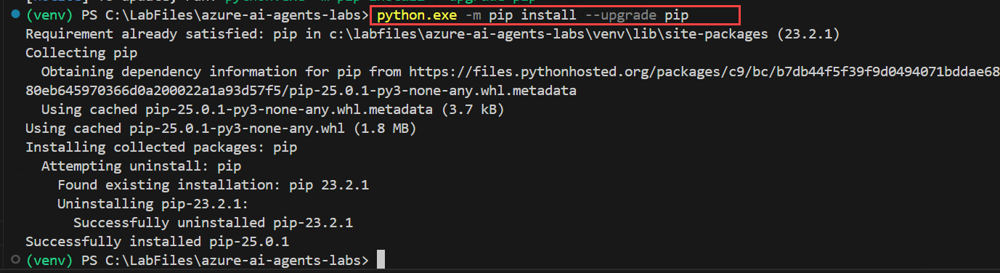 (venv) PS C:\LabFiles\azure-ai-agents-labs> python.exe -m pip install --upgrade pip
Requirement already satisfied: pip in c:\labfiles\azure-ai-agents-labs\venv\lib\site-packages (23.2.1)
Collecting pip
  Obtaining dependency information for pip from https://files.pythonhosted.org/packages/c9/bc/b7db44f5f39f9d0494071bddae68
80eb645970366d0a200022a1a93d57f5/pip-25.0.1-py3-none-any.whl.metadata
  Using cached pip-25.0.1-py3-none-any.whl.metadata (3.7 kB)
Using cached pip-25.0.1-py3-none-any.whl (1.8 MB)
Installing collected packages: pip
  Attempting uninstall: pip
    Found existing installation: pip 23.2.1
    Uninstalling pip-23.2.1:
      Successfully uninstalled pip-23.2.1
Successfully installed pip-25.0.1
(venv) PS C:\LabFiles\azure-ai-agents-labs>